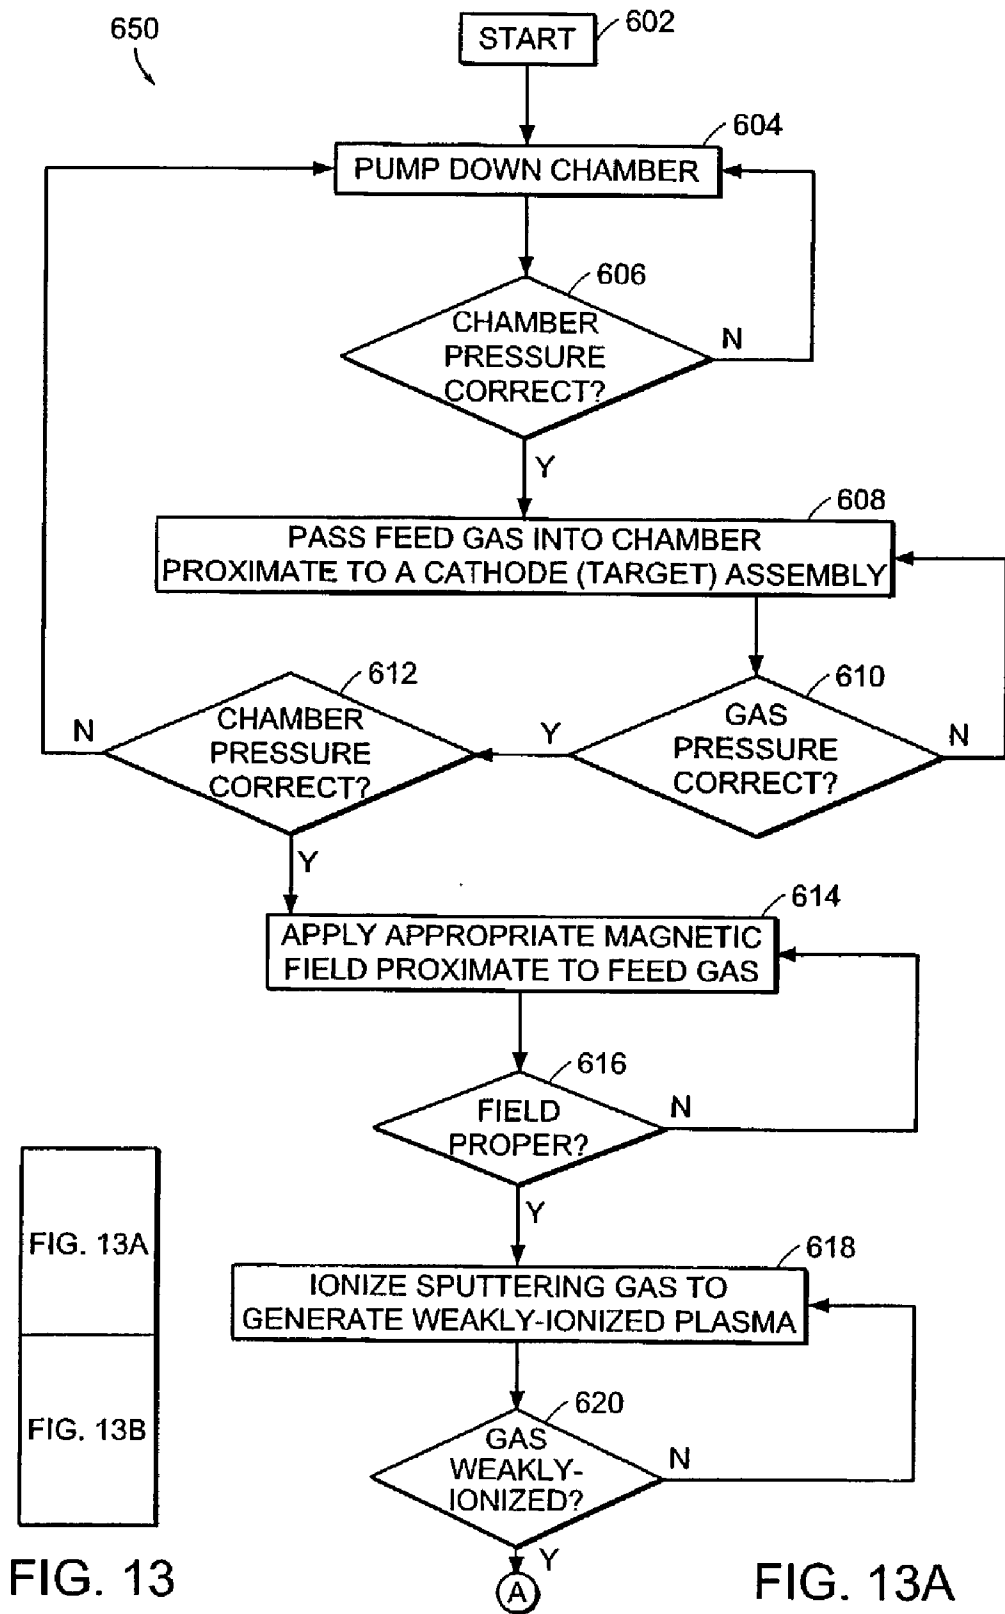 650
START
602
604
PUMP DOWN CHAMBER
606
CHAMBER
PRESSURE
CORRECT?
N
Y
608
PASS FEED GAS INTO CHAMBER
PROXIMATE TO A CATHODE (TARGET) ASSEMBLY
612
CHAMBER
PRESSURE
CORRECT?
N
Y
610
GAS
PRESSURE
CORRECT?
N
Y
614
APPLY APPROPRIATE MAGNETIC
FIELD PROXIMATE TO FEED GAS
616
FIELD
PROPER?
N
Y
618
IONIZE SPUTTERING GAS TO
GENERATE WEAKLY-IONIZED PLASMA
620
GAS
WEAKLY-
IONIZED?
N
Y
A
FIG. 13A
FIG. 13B
FIG. 13
FIG. 13A